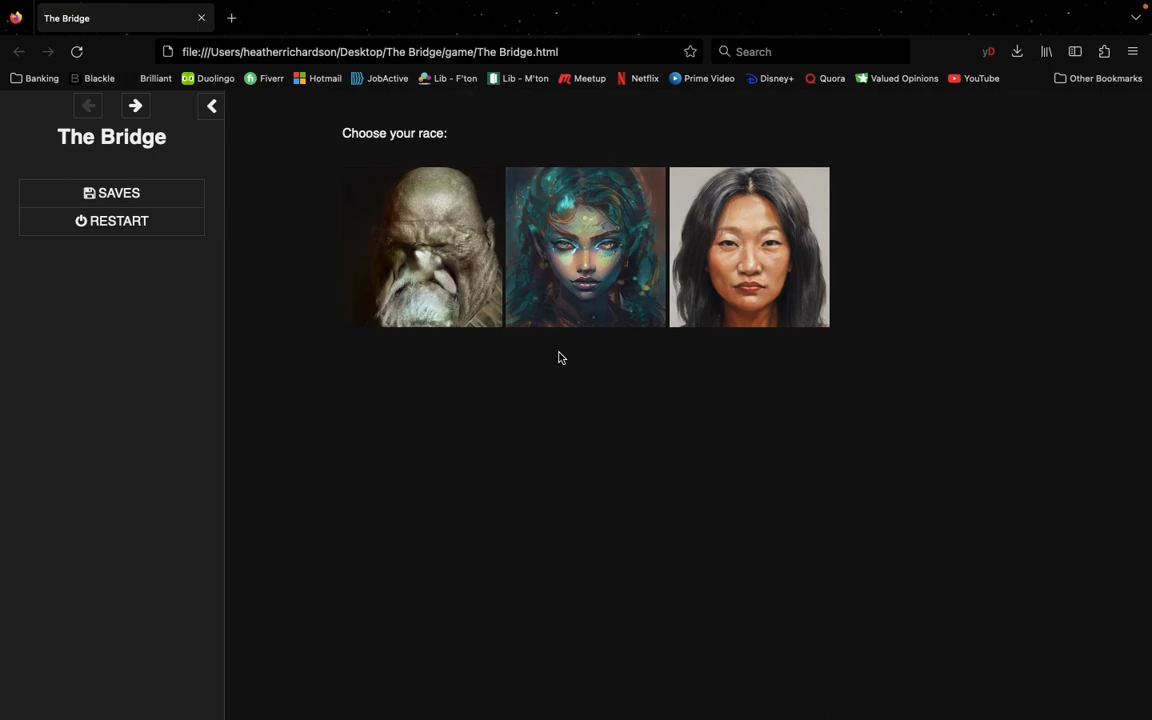 The Bridge
file:///Users/heatherrichardson/Desktop/The Bridge/game/The Bridge.html
Search
yD
Banking
Blackle
Brilliant
Duolingo
Fiverr
Hotmail
JobActive
Lib - F'ton
Lib - M'ton
Meetup
Netflix
Prime Video
Disney+
Quora
Valued Opinions
YouTube
Other Bookmarks
The Bridge
SAVES
RESTART
Choose your race: